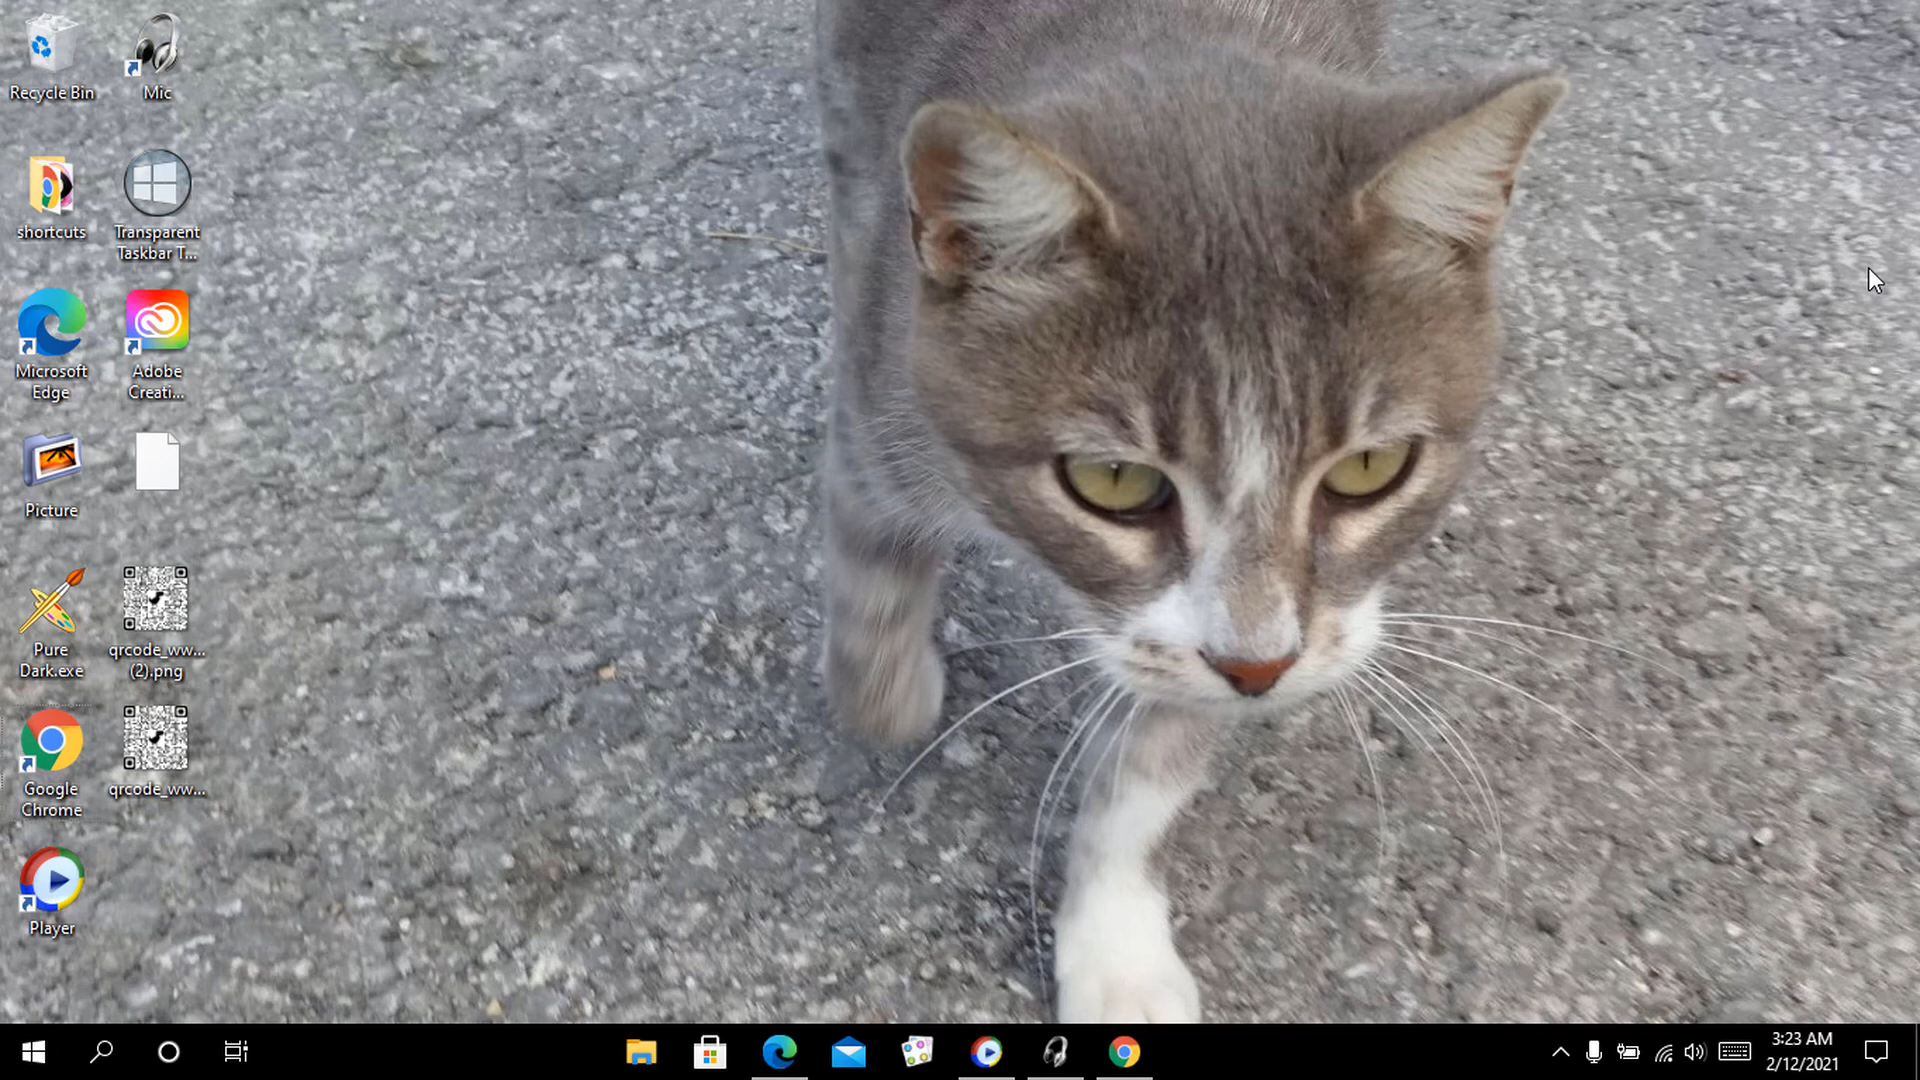 Recycle Bin
Mic
shortcuts
Transparent
Taskbar T...
Microsoft
Edge
Adobe
Creati...
Picture
Pure
Dark.exe
qrcode_ww...
(2).png
Google
Chrome
qrcode_ww...
Player
3:23 AM
2/12/2021